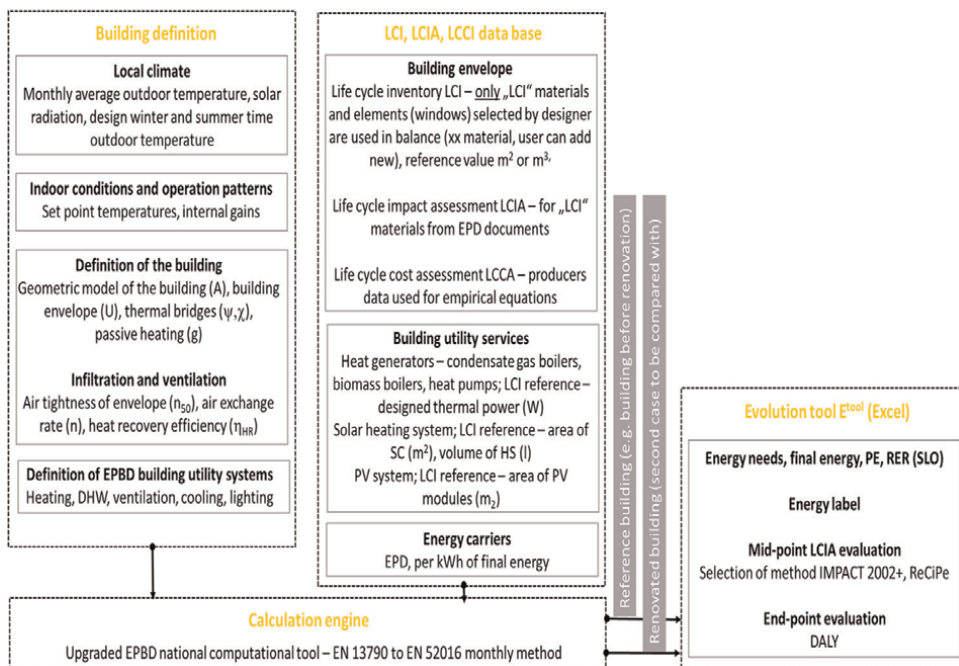 Building definition
Local climate
Monthly average outdoor temperature, solar
radiation, design winter and summer time
outdoor temperature
Indoor conditions and operation patterns
Set point temperatures, internal gains
Definition of the building
Geometric model of the building (A), building
envelope (U), thermal bridges (ψ,χ),
passive heating (g)
Infiltration and ventilation
Air tightness of envelope (n50), air exchange
rate (n), heat recovery efficiency (ηHR)
Definition of EPBD building utility systems
Heating, DHW, ventilation, cooling, lighting
LCI, LCIA, LCCI data base
Building envelope
Life cycle inventory LCI – only „LCI“ materials
and elements (windows) selected by designer
are used in balance (xx material, user can add
new), reference value m² or m³,
Life cycle impact assessment LCIA – for „LCI“
materials from EPD documents
Life cycle cost assessment LCCA – producers
data used for empirical equations
Building utility services
Heat generators – condensate gas boilers,
biomass boilers, heat pumps; LCI reference –
designed thermal power (W)
Solar heating system; LCI reference – area of
SC (m²), volume of HS (l)
PV system; LCI reference – area of PV
modules (m₂)
Energy carriers
EPD, per kWh of final energy
Reference building (e.g. building before renovation)
Renovated building (second case to be compared with)
Evolution tool Etool (Excel)
Energy needs, final energy, PE, RER (SLO)
Energy label
Mid-point LCIA evaluation
Selection of method IMPACT 2002+, ReCiPe
End-point evaluation
DALY
Calculation engine
Upgraded EPBD national computational tool – EN 13790 to EN 52016 monthly method